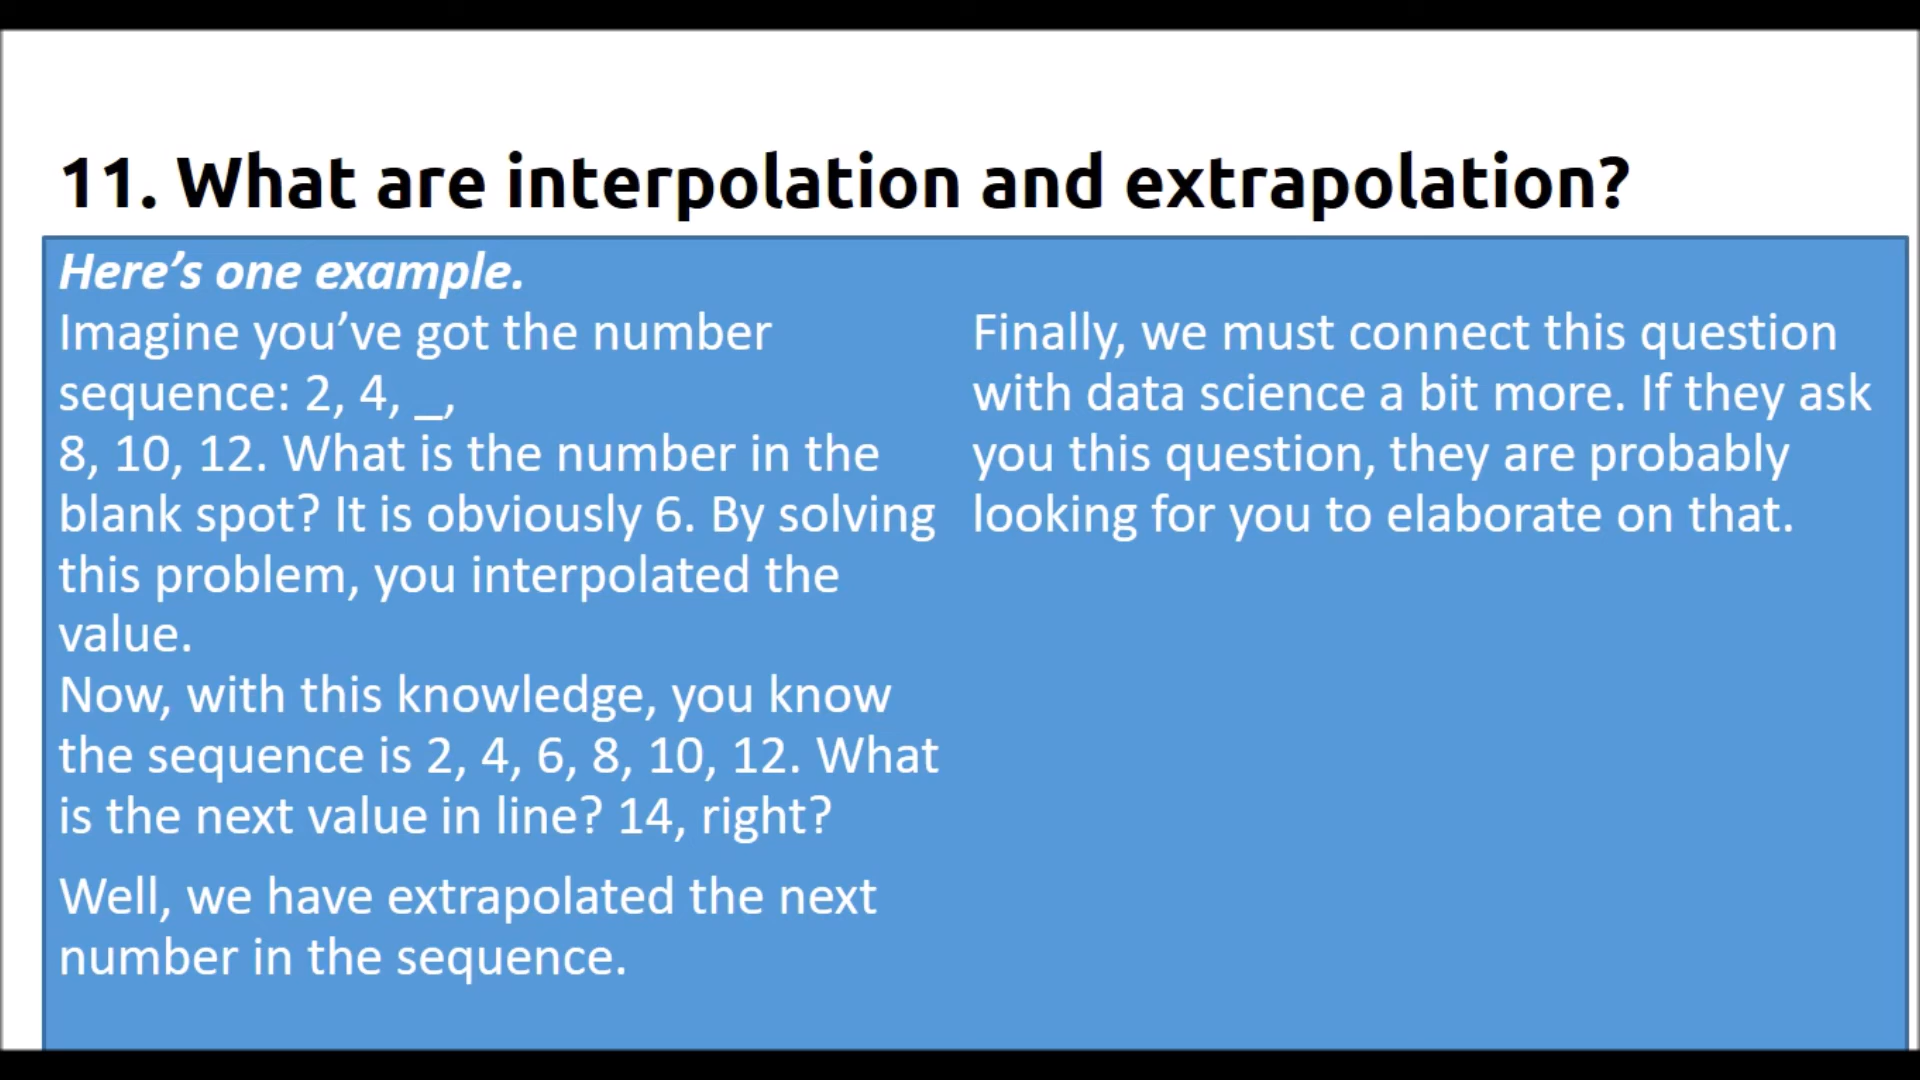 11. What are interpolation and extrapolation?
Here’s one example.
Imagine you’ve got the number
sequence: 2, 4, _,
8, 10, 12. What is the number in the
blank spot? It is obviously 6. By solving
this problem, you interpolated the
value.
Now, with this knowledge, you know
the sequence is 2, 4, 6, 8, 10, 12. What
is the next value in line? 14, right?
Well, we have extrapolated the next
number in the sequence.
Finally, we must connect this question
with data science a bit more. If they ask
you this question, they are probably
looking for you to elaborate on that.